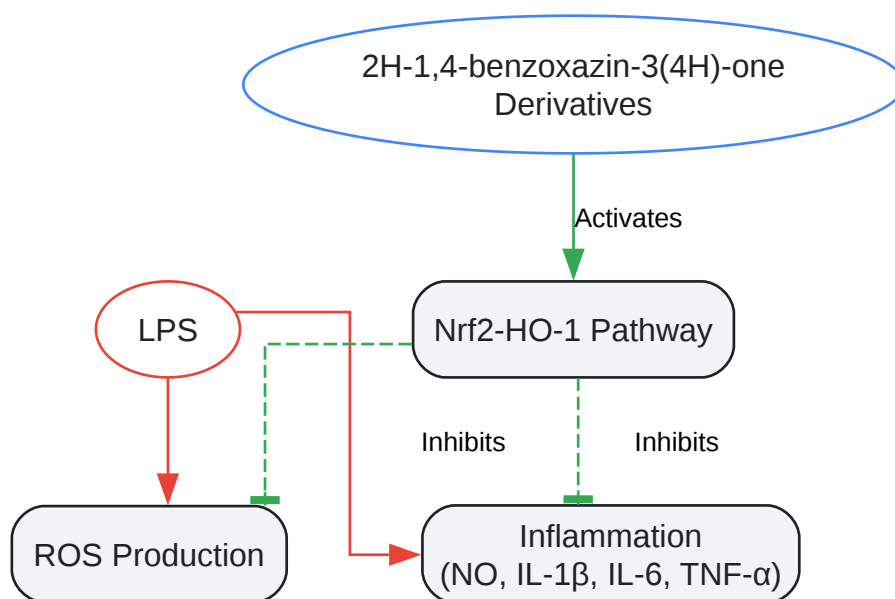 2H-1,4-benzoxazin-3(4H)-one
Derivatives
Activates
LPS
Nrf2-HO-1 Pathway
Inhibits
Inhibits
ROS Production
Inflammation
(NO, IL-1β, IL-6, TNF-α)